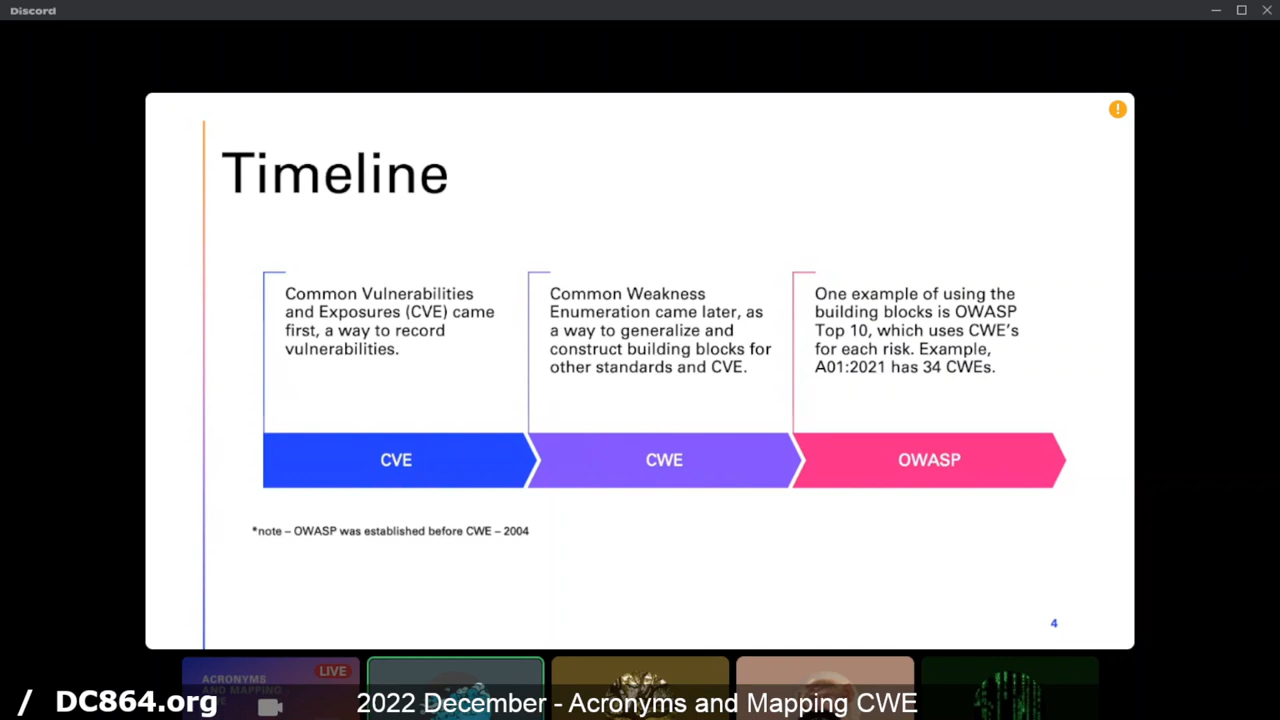 Discord
Timeline
Common Vulnerabilities
and Exposures (CVE) came
first, a way to record
vulnerabilities.
Common Weakness
Enumeration came later, as
a way to generalize and
construct building blocks for
other standards and CVE.
One example of using the
building blocks is OWASP
Top 10, which uses CWE's
for each risk. Example,
A01:2021 has 34 CWEs.
CVE
CWE
OWASP
*note – OWASP was established before CWE – 2004
4
LIVE
ACRONYMS
AND MAPPING
/ DC864.org
2022 December - Acronyms and Mapping CWE